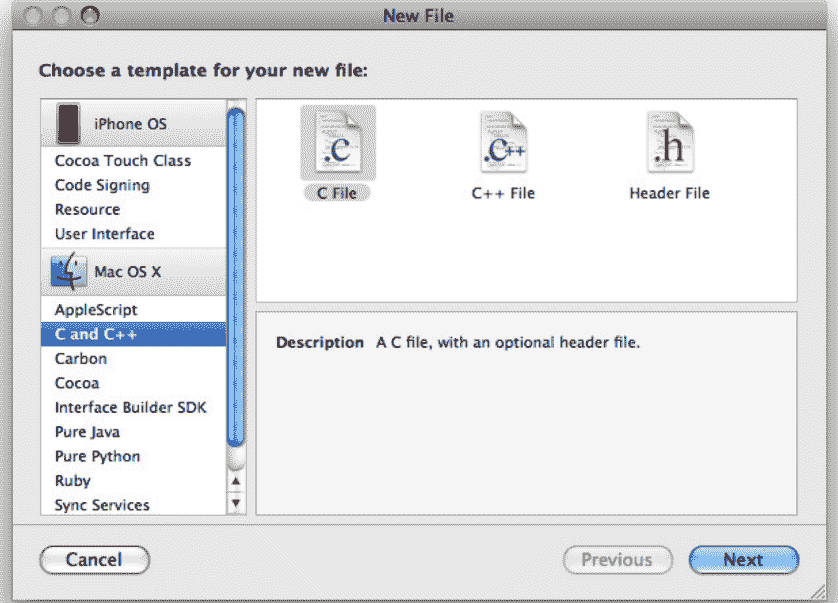 New File
Choose a template for your new file:
iPhone OS
Cocoa Touch Class
Code Signing
Resource
User Interface
Mac OS X
AppleScript
C and C++
Carbon
Cocoa
Interface Builder SDK
Pure Java
Pure Python
Ruby
Sync Services
.c
C File
.C++
C++ File
.h
Header File
Description A C file, with an optional header file.
Cancel
Previous
Next